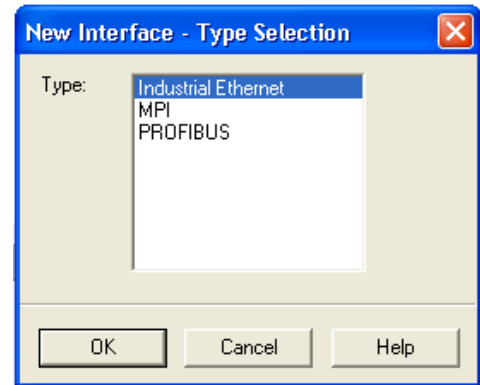 New Interface - Type Selection
Type:
Industrial Ethernet
MPI
PROFIBUS
OK Cancel Help